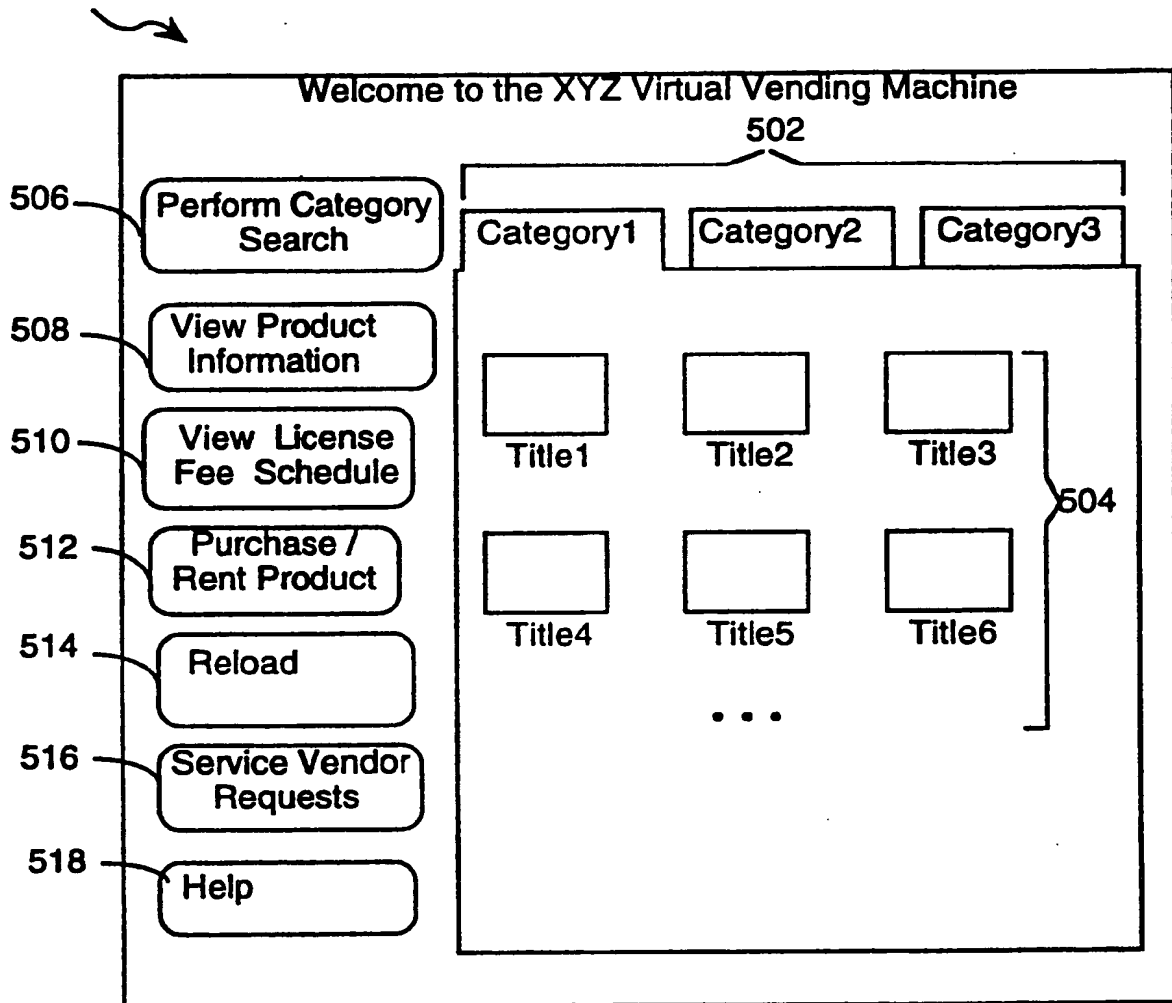 Welcome to the XYZ Virtual Vending Machine
502
506
Perform Category
Search
Category1
Category2
Category3
508
View Product
Information
510
View License
Fee Schedule
Title1
Title2
Title3
504
512
Purchase /
Rent Product
Title4
Title5
Title6
514
Reload
...
516
Service Vendor
Requests
518
Help